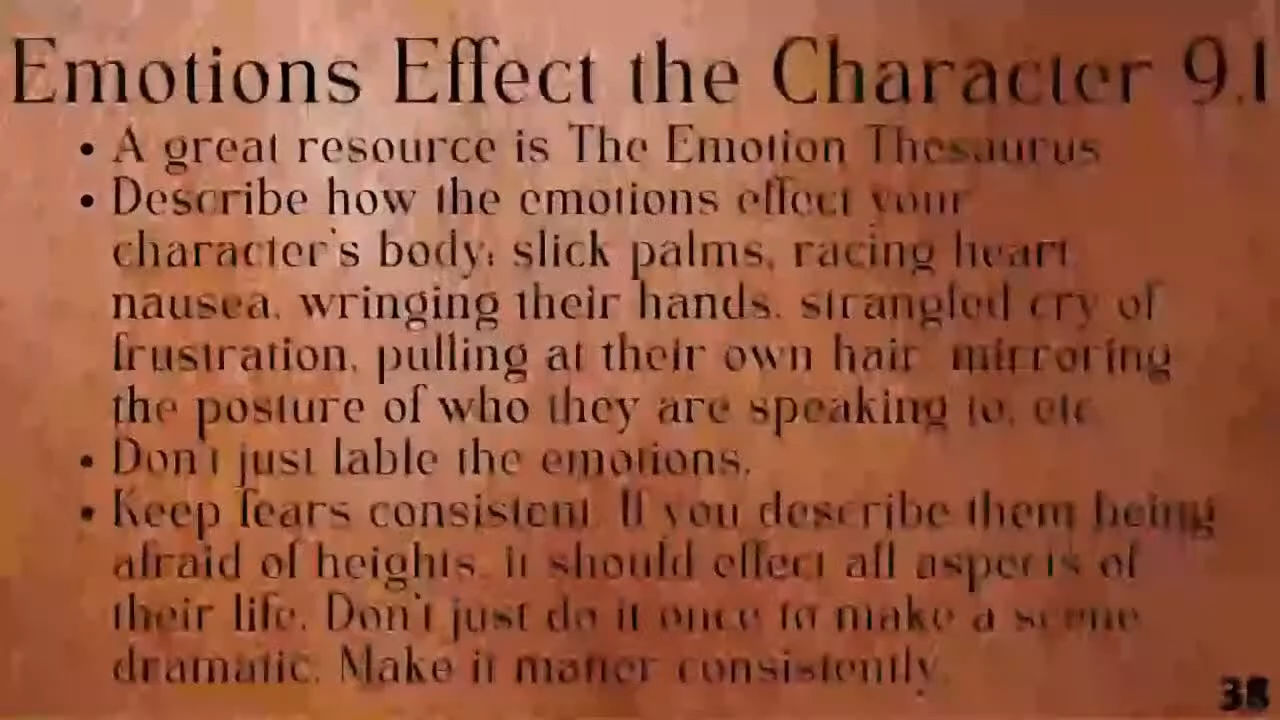 Emotions Effect the Character 9.1
• A great resource is The Emotion Thesaurus
• Describe how the emotions effect your
character's body: slick palms, racing heart,
nausea, wringing their hands, strangled cry of
frustration, pulling at their own hair, mirroring
the posture of who they are speaking to, etc.
• Don't just lable the emotions.
• Keep fears consistent. If you describe them being
afraid of heights, it should effect all aspects of
their life. Don't just do it once to make a scene
dramatic. Make it matter consistently.
38